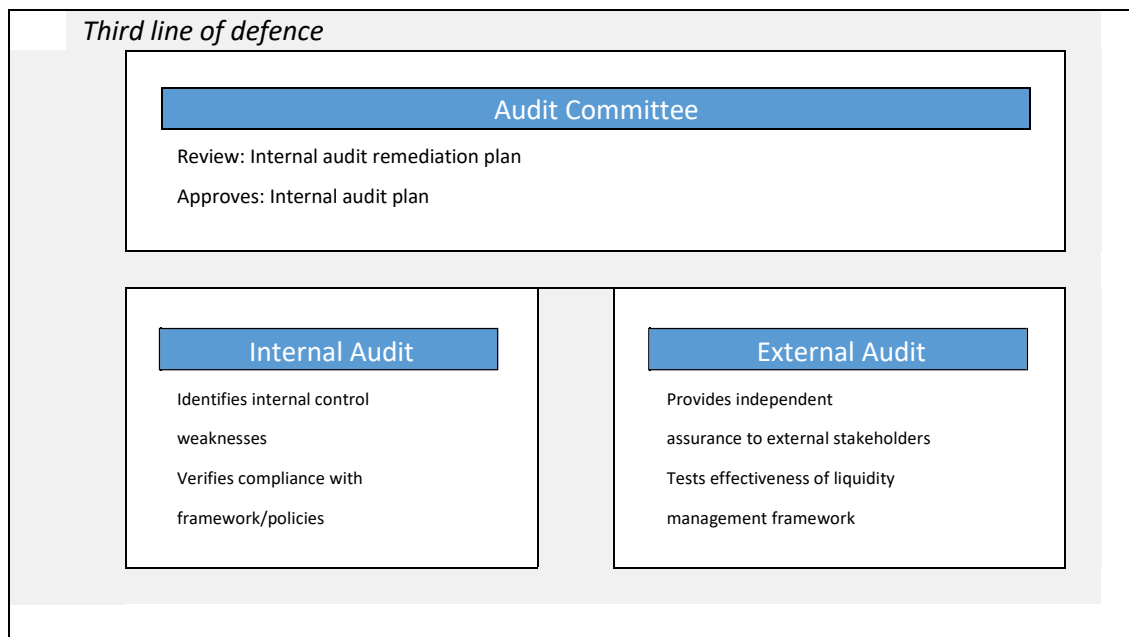 Third line of defence
Audit Committee
Review: Internal audit remediation plan
Approves: Internal audit plan
Internal Audit
Identifies internal control
weaknesses
Verifies compliance with
framework/policies
External Audit
Provides independent
assurance to external stakeholders
Tests effectiveness of liquidity
management framework